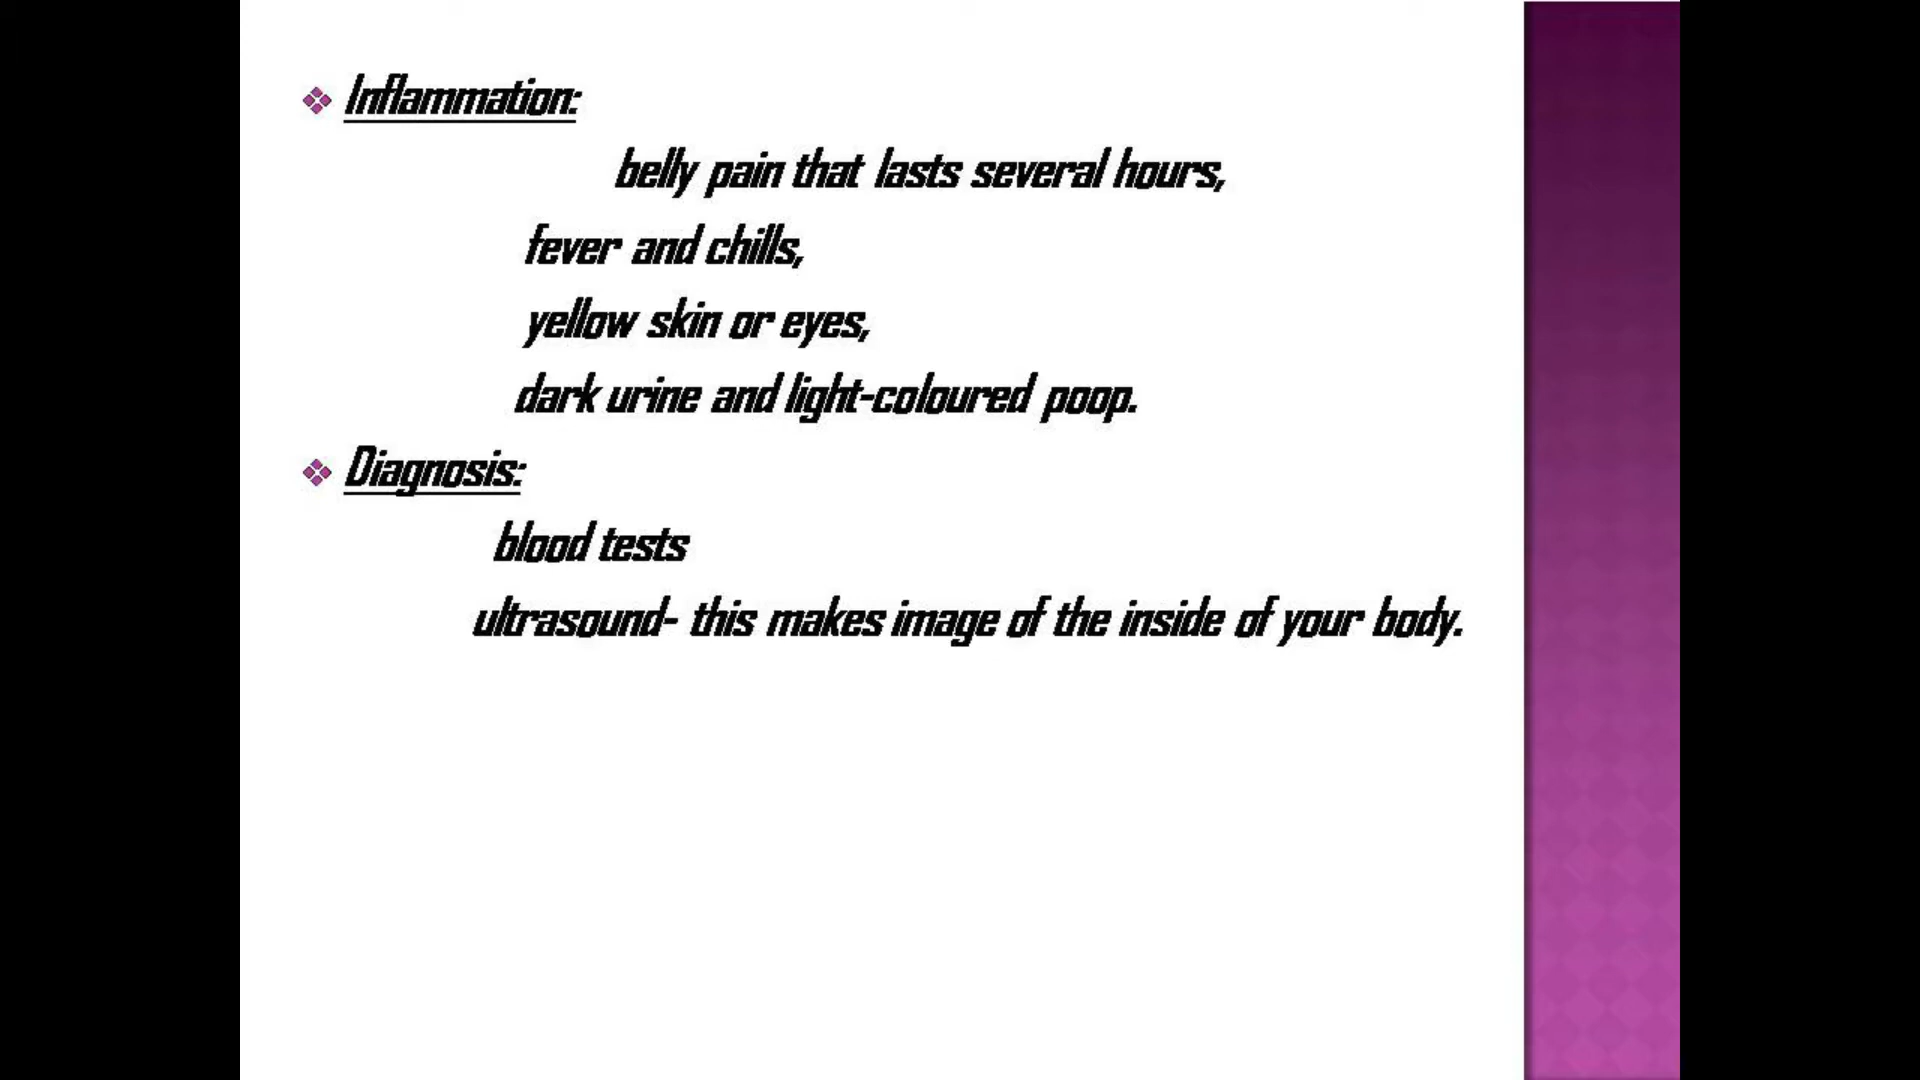 Inflammation:
belly pain that lasts several hours,
fever and chills,
yellow skin or eyes,
dark urine and light-coloured poop.
Diagnosis:
blood tests
ultrasound- this makes image of the inside of your body.